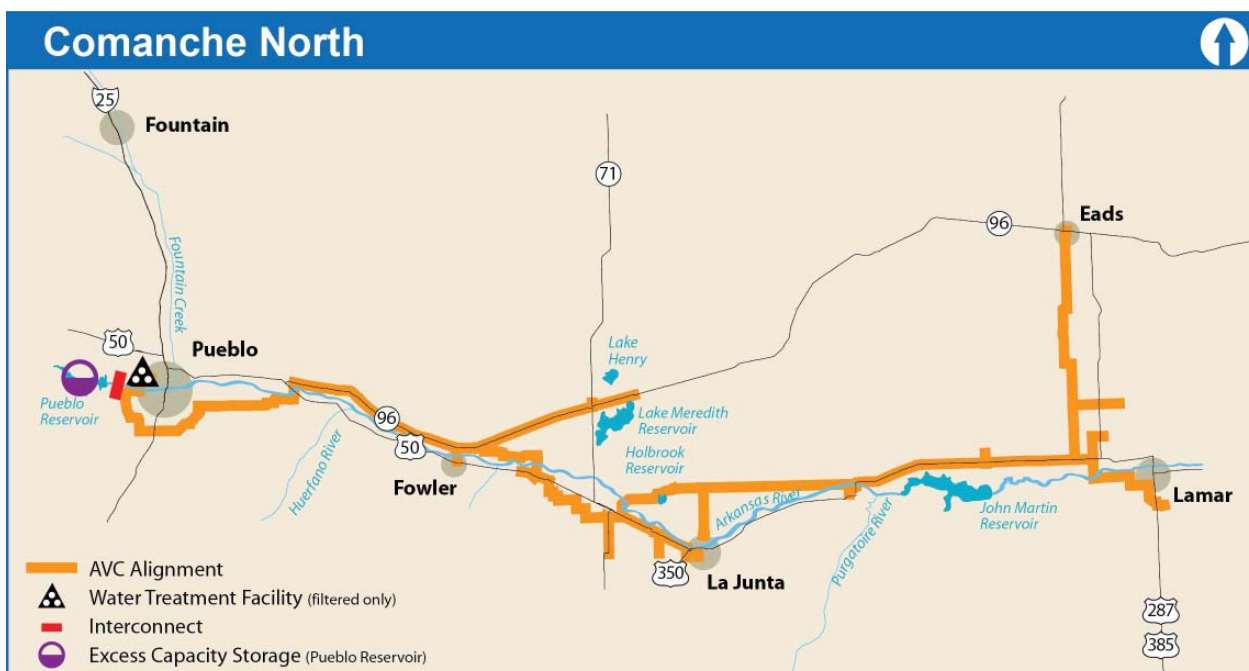 Comanche North
25
Fountain
71
Eads
96
Fountain Creek
50
Pueblo
Lake
Henry
Pueblo
Reservoir
96
Lake Meredith
Reservoir
50
Holbrook
Reservoir
Huerfano River
Fowler
Arkansas River
Lamar
John Martin
Reservoir
Purgatoire River
350
La Junta
AVC Alignment
Water Treatment Facility (filtered only)
Interconnect
Excess Capacity Storage (Pueblo Reservoir)
287
385